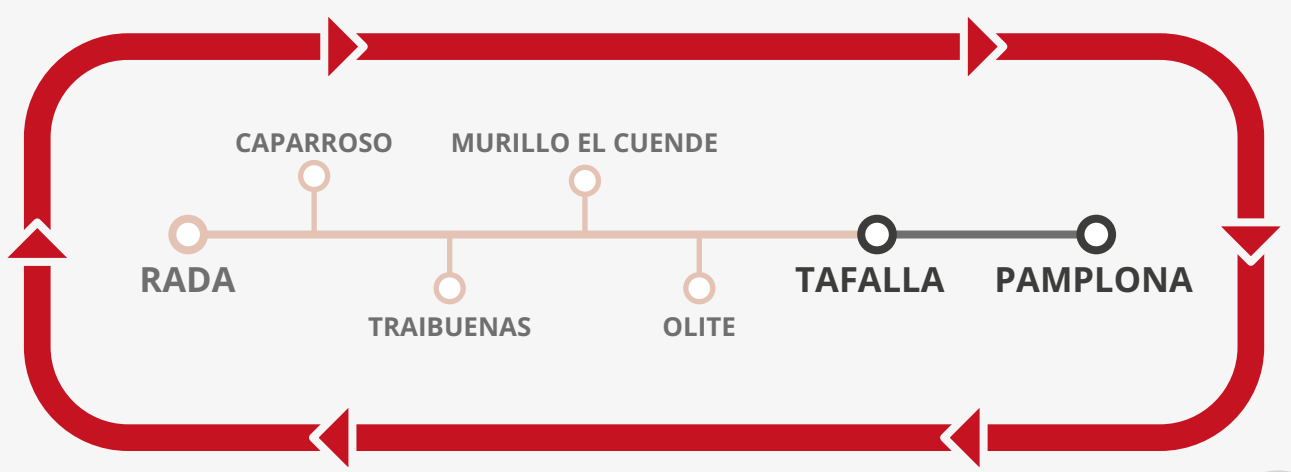 CAPARROSO
MURILLO EL CUENDE
RADA
TAFALLA
PAMPLONA
TRAIBUENAS
OLITE